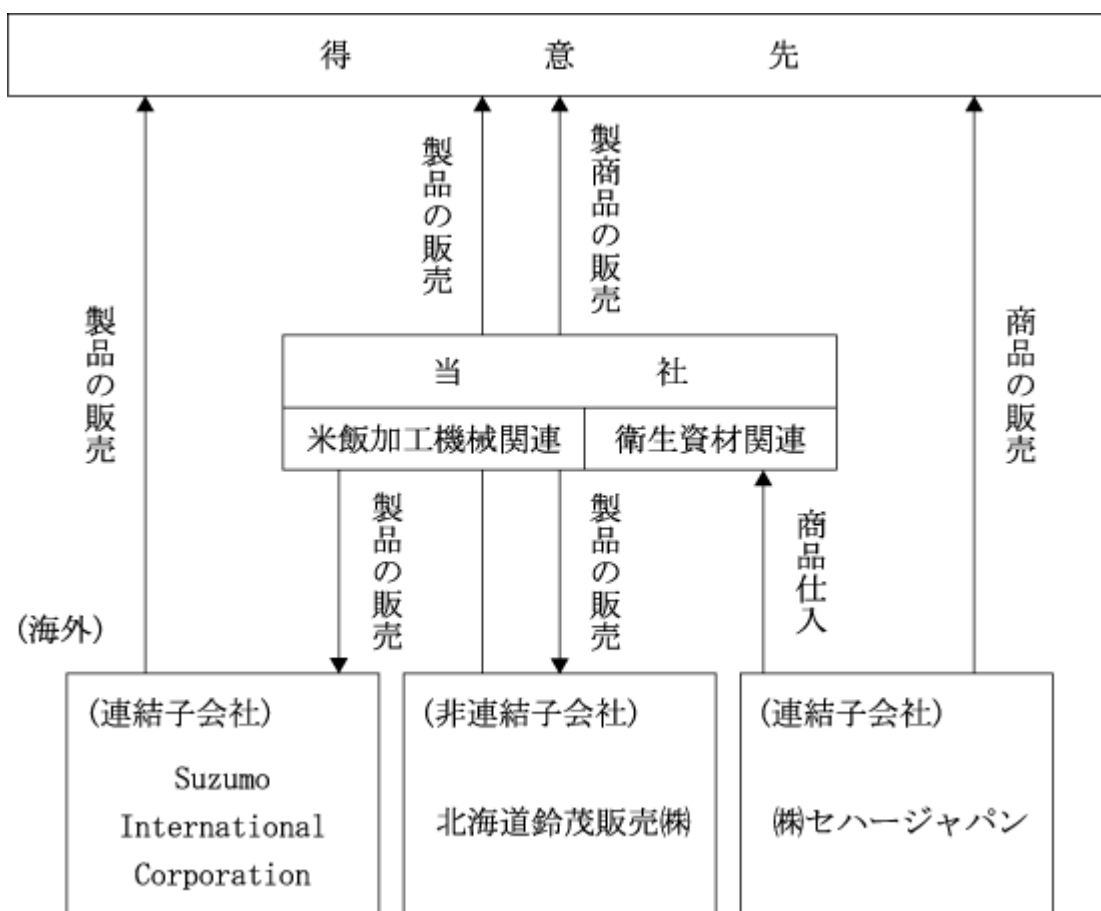 得意先
製品の販売
製商品の販売
製品の販売
商品の販売
当社
米飯加工機械関連
衛生資材関連
製品の販売
製品の販売
商品仕入
(海外)
(連結子会社)
Suzumo
International
Corporation
(非連結子会社)
北海道鈴茂販売㈱
(連結子会社)
㈱セハージャパン